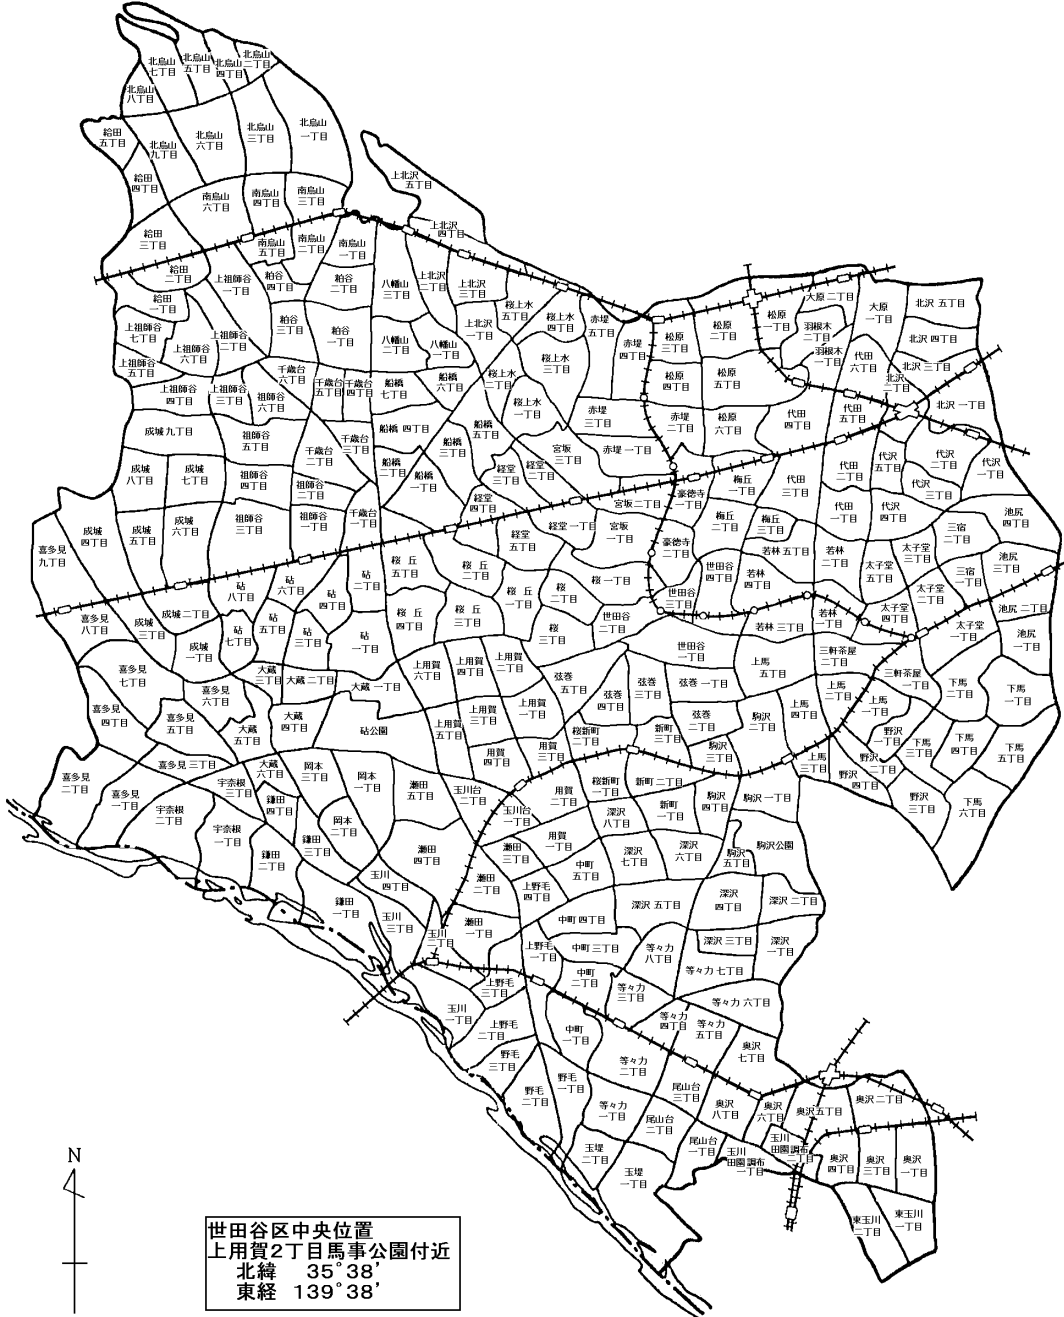 北烏山
七丁目
北烏山
五丁目
北烏山
四丁目
北烏山
二丁目
北烏山
八丁目
給田
五丁目
北烏山
九丁目
北烏山
六丁目
北烏山
三丁目
北烏山
一丁目
給田
四丁目
南烏山
六丁目
南烏山
四丁目
南烏山
三丁目
上北沢
五丁目
給田
三丁目
南烏山
五丁目
南烏山
二丁目
南烏山
一丁目
上北沢
四丁目
給田
二丁目
上祖師谷
一丁目
粕谷
四丁目
粕谷
二丁目
八幡山
三丁目
上北沢
二丁目
上北沢
三丁目
桜上水
五丁目
桜上水
四丁目
赤堤
五丁目
給田
一丁目
上祖師谷
七丁目
上祖師谷
六丁目
上祖師谷
二丁目
粕谷
三丁目
粕谷
一丁目
八幡山
二丁目
八幡山
一丁目
上北沢
一丁目
桜上水
三丁目
赤堤
四丁目
松原
三丁目
松原
二丁目
松原
一丁目
大原 二丁目
大原
一丁目
北沢 五丁目
羽根木
二丁目
羽根木
一丁目
代田
六丁目
北沢 四丁目
北沢 三丁目
北沢
二丁目
北沢 一丁目
上祖師谷
五丁目
上祖師谷
四丁目
上祖師谷
三丁目
祖師谷
六丁目
千歳台
六丁目
千歳台
五丁目
千歳台
四丁目
船橋
七丁目
船橋
六丁目
桜上水
二丁目
桜上水
一丁目
松原
四丁目
松原
五丁目
赤堤
三丁目
赤堤
二丁目
松原
六丁目
代田
四丁目
代田
五丁目
成城 九丁目
祖師谷
五丁目
千歳台
二丁目
千歳台
三丁目
船橋 四丁目
船橋
三丁目
船橋
五丁目
宮坂
三丁目
赤堤 一丁目
代沢
五丁目
代沢
二丁目
代沢
一丁目
成城
八丁目
成城
七丁目
祖師谷
四丁目
祖師谷
二丁目
船橋
二丁目
船橋
一丁目
経堂
三丁目
経堂
二丁目
豪徳寺
一丁目
梅丘
一丁目
代田
三丁目
代田
二丁目
代沢
三丁目
成城
四丁目
成城
五丁目
成城
六丁目
祖師谷
三丁目
祖師谷
一丁目
千歳台
一丁目
経堂
四丁目
宮坂 二丁目
経堂 一丁目
宮坂
一丁目
梅丘
二丁目
梅丘
三丁目
代田
一丁目
代沢
四丁目
池尻
四丁目
三宿
二丁目
喜多見
九丁目
経堂
五丁目
豪徳寺
二丁目
若林 五丁目
若林
二丁目
太子堂
五丁目
太子堂
三丁目
三宿
一丁目
池尻
三丁目
砧
八丁目
砧
六丁目
砧
四丁目
砧
二丁目
桜 丘
五丁目
桜 丘
二丁目
桜 丘
一丁目
桜
二丁目
桜 一丁目
世田谷
四丁目
世田谷
三丁目
若林
四丁目
太子堂
二丁目
池尻 二丁目
喜多見
八丁目
成城
三丁目
成城 二丁目
成城
一丁目
砧
七丁目
砧
五丁目
砧
三丁目
砧
一丁目
桜 丘
四丁目
桜 丘
三丁目
桜
三丁目
世田谷
二丁目
若林 三丁目
若林
一丁目
太子堂
四丁目
太子堂
一丁目
池尻
一丁目
喜多見
七丁目
喜多見
六丁目
大蔵
三丁目
大蔵 二丁目
大蔵 一丁目
上用賀
六丁目
上用賀
四丁目
上用賀
二丁目
弦巻
五丁目
弦巻
四丁目
弦巻
三丁目
弦巻 一丁目
世田谷
一丁目
上馬
五丁目
三軒茶屋
二丁目
三軒茶屋
一丁目
下馬
二丁目
下馬
一丁目
喜多見
四丁目
喜多見
五丁目
大蔵
五丁目
大蔵
四丁目
砧公園
上用賀
五丁目
上用賀
三丁目
上用賀
一丁目
桜新町
二丁目
新町
三丁目
弦巻
二丁目
駒沢
二丁目
上馬
四丁目
上馬
二丁目
上馬
一丁目
野沢
一丁目
下馬
三丁目
下馬
四丁目
下馬
五丁目
喜多見
二丁目
喜多見 三丁目
喜多見
一丁目
宇奈根
三丁目
大蔵
六丁目
岡本
三丁目
岡本
一丁目
瀬田
五丁目
用賀
四丁目
用賀
三丁目
玉川台
二丁目
駒沢
三丁目
上馬
三丁目
野沢
二丁目
野沢
四丁目
野沢
三丁目
下馬
六丁目
宇奈根
二丁目
宇奈根
一丁目
鎌田
四丁目
鎌田
三丁目
鎌田
二丁目
岡本
二丁目
玉川台
一丁目
用賀
二丁目
桜新町
一丁目
新町 二丁目
深沢
八丁目
新町
一丁目
駒沢
四丁目
駒沢 一丁目
瀬田
四丁目
瀬田
三丁目
用賀
一丁目
深沢
七丁目
深沢
六丁目
駒沢
五丁目
駒沢公園
鎌田
一丁目
玉川
四丁目
玉川
三丁目
瀬田
二丁目
上野毛
四丁目
中町
五丁目
深沢 五丁目
深沢
四丁目
深沢 二丁目
玉川
二丁目
瀬田
一丁目
中町 四丁目
上野毛
一丁目
中町 三丁目
等々力
八丁目
深沢 三丁目
深沢
一丁目
等々力 七丁目
上野毛
三丁目
中町
二丁目
等々力
三丁目
等々力 六丁目
玉川
一丁目
上野毛
二丁目
中町
一丁目
等々力
四丁目
等々力
五丁目
奥沢
七丁目
野毛
三丁目
野毛
二丁目
野毛
一丁目
等々力
二丁目
尾山台
三丁目
奥沢
八丁目
奥沢
六丁目
奥沢五丁目
奥沢 二丁目
等々力
一丁目
尾山台
二丁目
尾山台
一丁目
玉川
田園調布
一丁目
玉川
田園調布
二丁目
奥沢
四丁目
奥沢
三丁目
奥沢
一丁目
玉堤
二丁目
玉堤
一丁目
東玉川
二丁目
東玉川
一丁目
N
世田谷区中央位置
上用賀2丁目馬事公園付近
北緯 35°38'
東経 139°38'